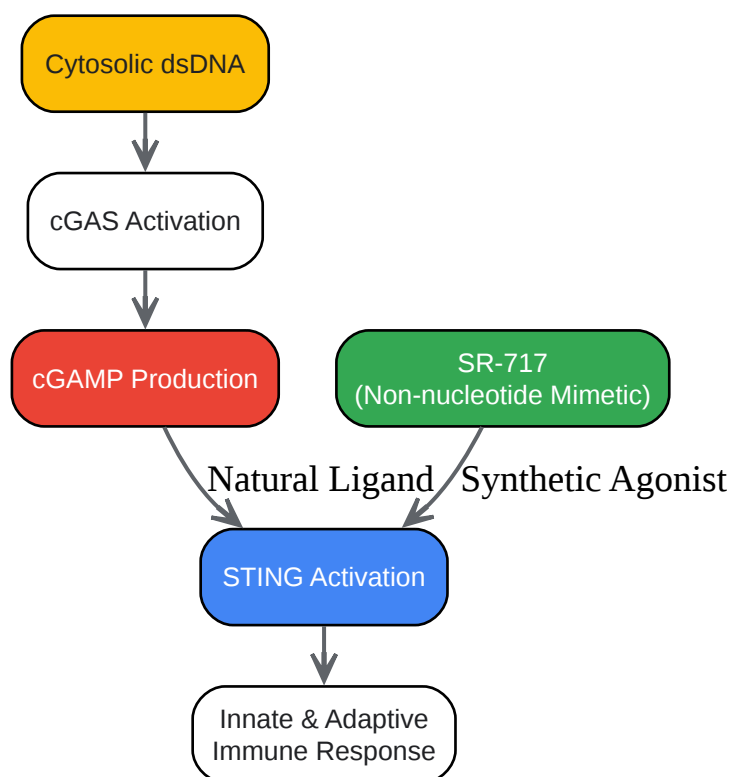 Cytosolic dsDNA
cGAS Activation
cGAMP Production
SR-717
(Non-nucleotide Mimetic)
Natural Ligand
Synthetic Agonist
STING Activation
Innate & Adaptive
Immune Response